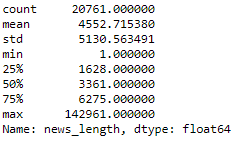 count     20761.000000
mean       4552.715380
std        5130.563491
min           1.000000
25%        1628.000000
50%        3361.000000
75%        6275.000000
max      142961.000000
Name: news_length, dtype: float64